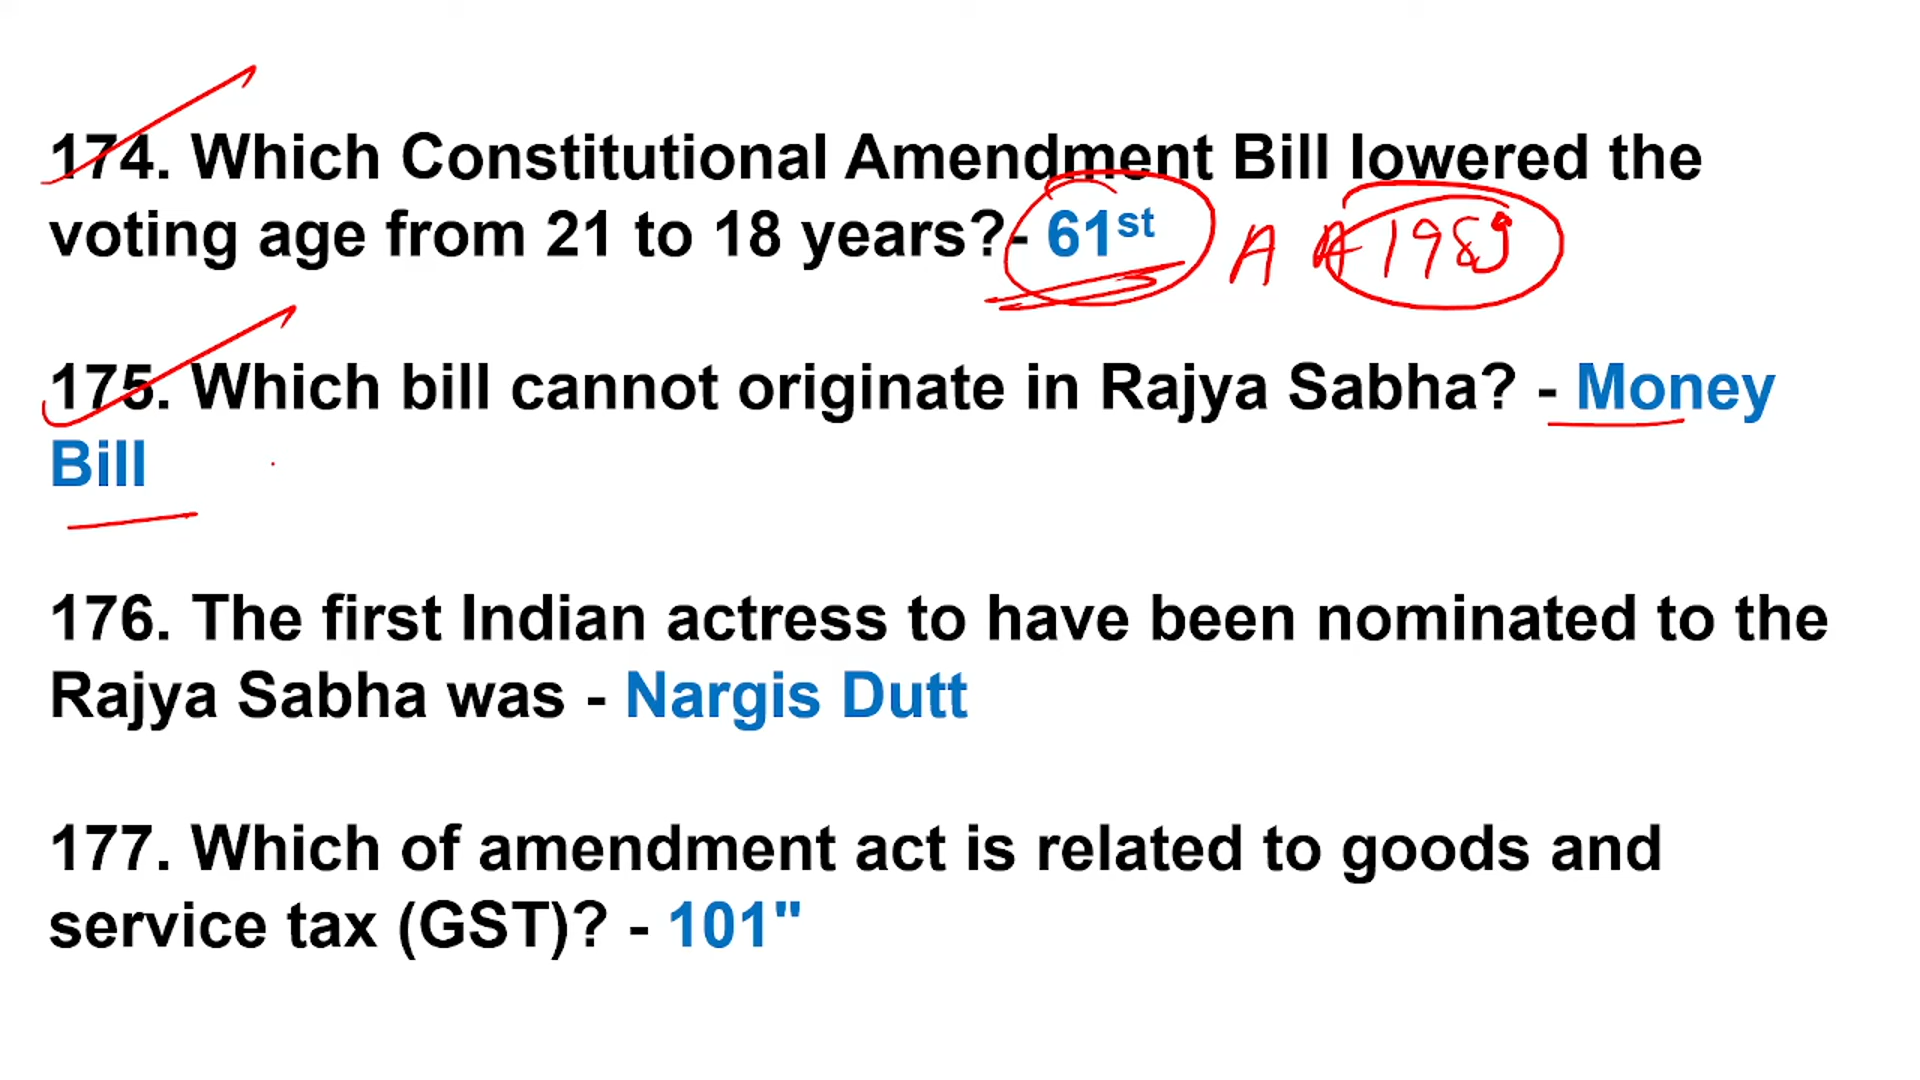 174. Which Constitutional Amendment Bill lowered the
voting age from 21 to 18 years?- 61st A A 1989
175. Which bill cannot originate in Rajya Sabha? - Money
Bill
176. The first Indian actress to have been nominated to the
Rajya Sabha was - Nargis Dutt
177. Which of amendment act is related to goods and
service tax (GST)? - 101"